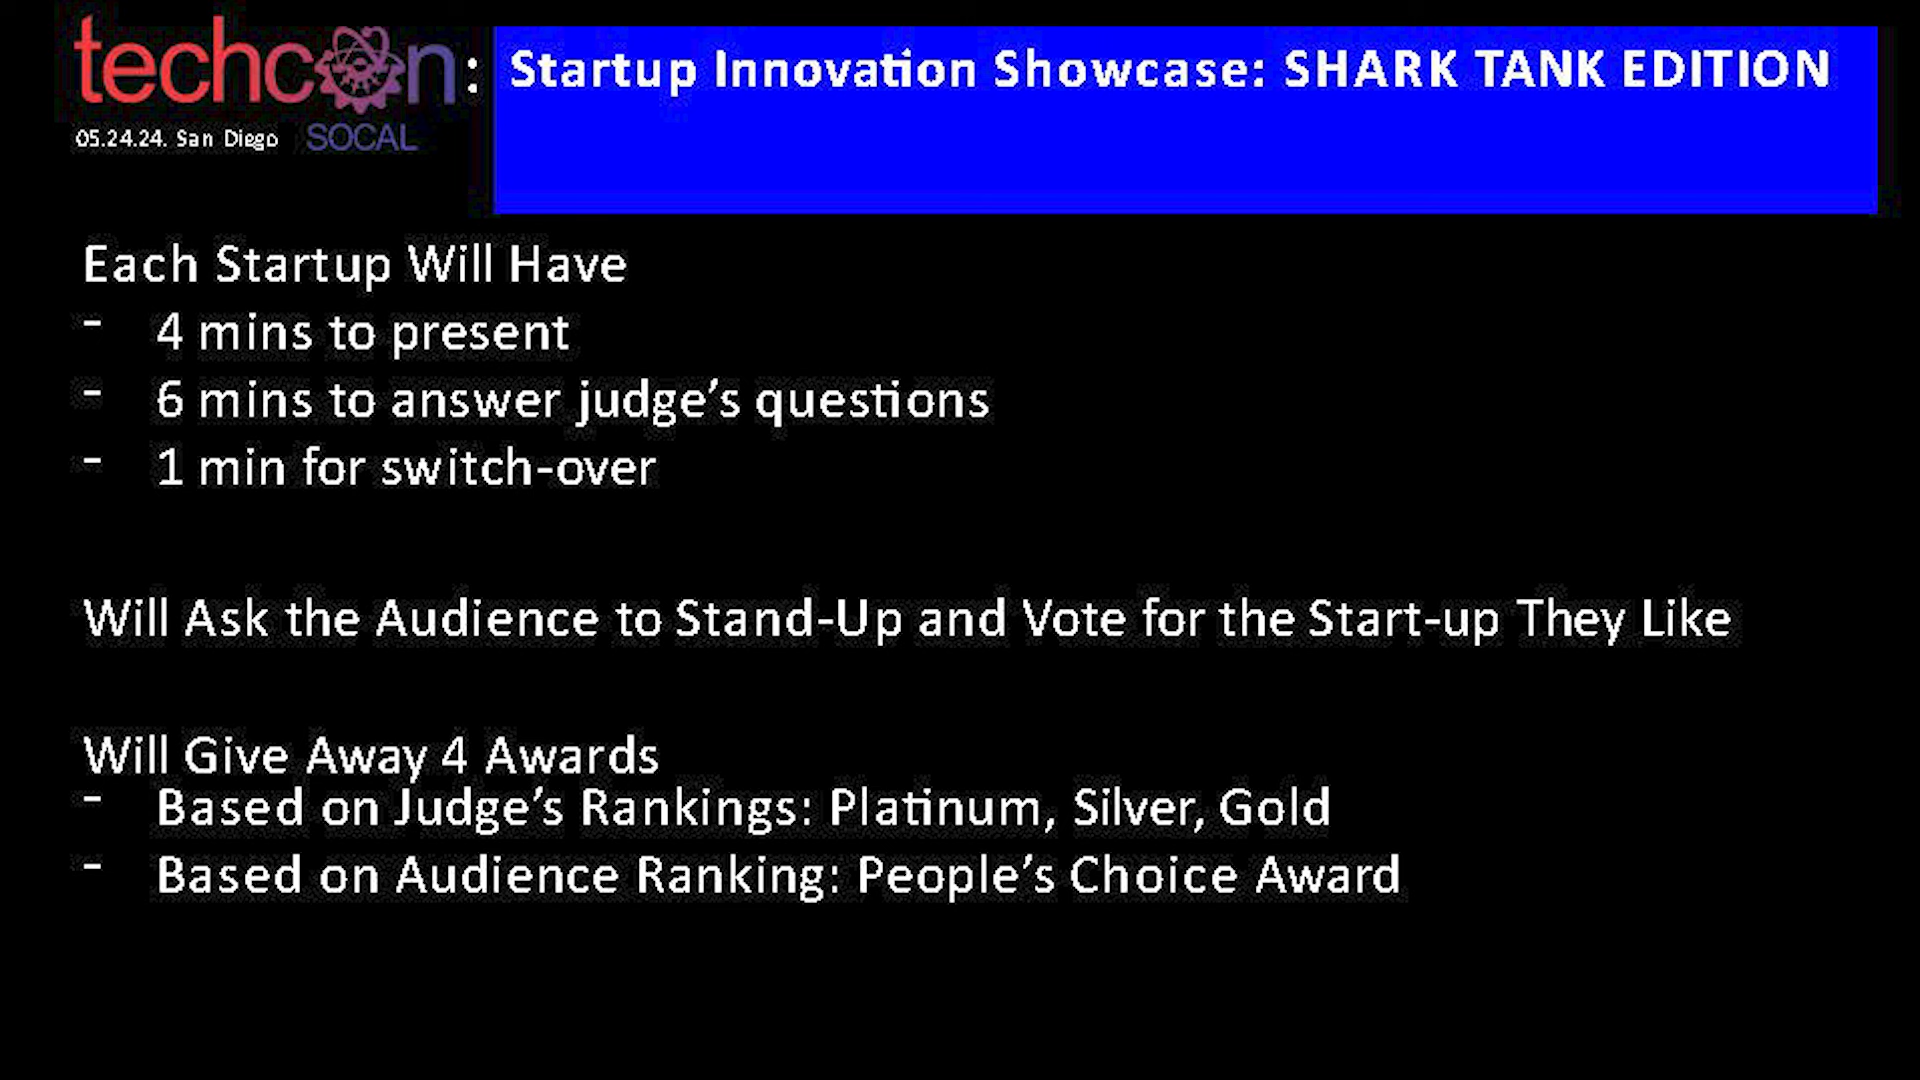 techcon: Startup Innovation Showcase: SHARK TANK EDITION
05.24.24. San Diego SOCAL
Each Startup Will Have
- 4 mins to present
- 6 mins to answer judge’s questions
- 1 min for switch-over
Will Ask the Audience to Stand-Up and Vote for the Start-up They Like
Will Give Away 4 Awards
- Based on Judge’s Rankings: Platinum, Silver, Gold
- Based on Audience Ranking: People’s Choice Award